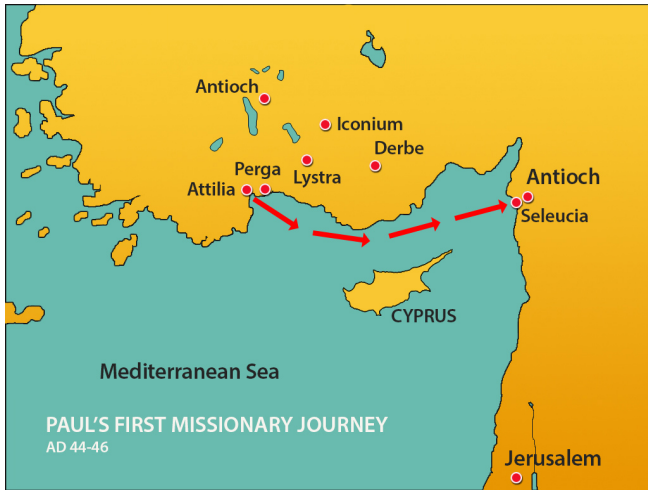 Antioch
Iconium
Derbe
Perga
Lystra
Attilia
Antioch
Seleucia
CYPRUS
Mediterranean Sea
PAUL'S FIRST MISSIONARY JOURNEY
AD 44-46
Jerusalem